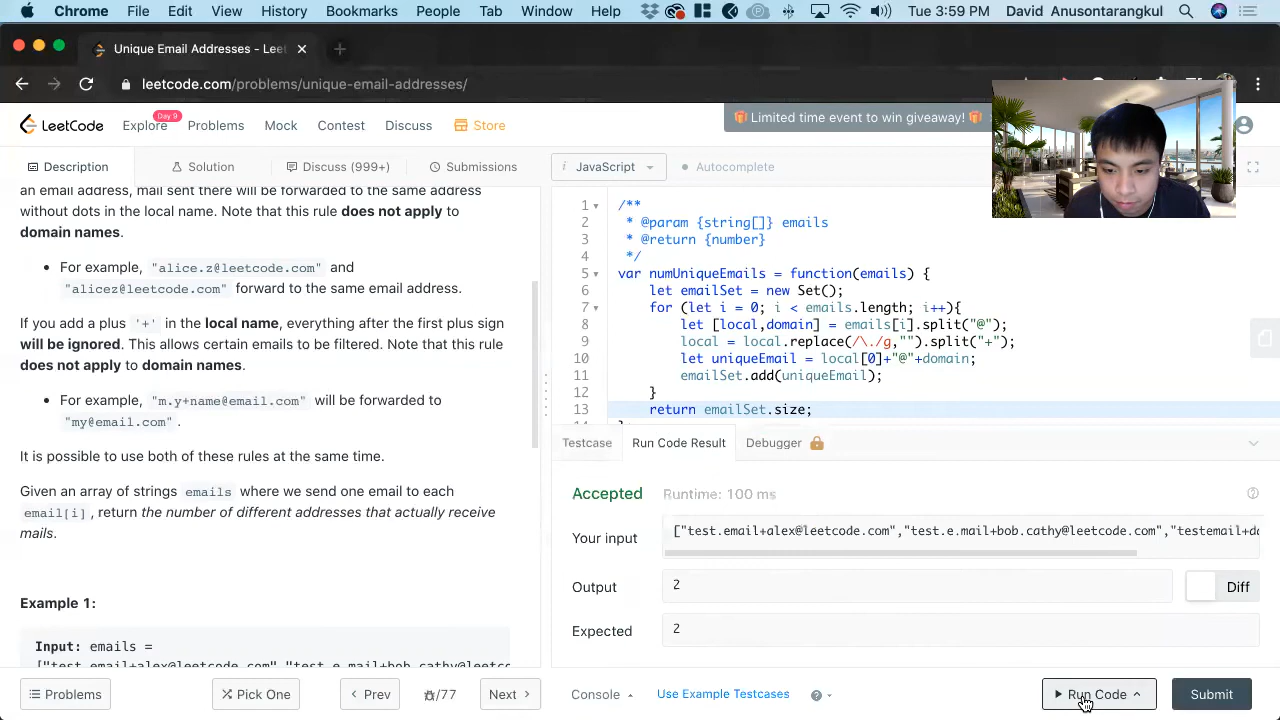 Chrome File Edit View History Bookmarks People Tab Window Help Tue 3:59 PM David Anusontarangkul
Unique Email Addresses - Lee
leetcode.com/problems/unique-email-addresses/
LeetCode Explore Day 9 Problems Mock Contest Discuss Store
Limited time event to win giveaway!
Description Solution Discuss (999+) Submissions
i JavaScript Autocomplete
an email address, mail sent there will be forwarded to the same address
without dots in the local name. Note that this rule does not apply to
domain names.
• For example, "alice.z@leetcode.com" and
"alicez@leetcode.com" forward to the same email address.
If you add a plus '+' in the local name, everything after the first plus sign
will be ignored. This allows certain emails to be filtered. Note that this rule
does not apply to domain names.
• For example, "m.y+name@email.com" will be forwarded to
"my@email.com".
It is possible to use both of these rules at the same time.
Given an array of strings emails where we send one email to each
email[i], return the number of different addresses that actually receive
mails.
Example 1:
Input: emails =
["test.email+alex@leetcode.com","test.e.mail+bob.cathy@leetco
1 /**
2 * @param {string[]} emails
3 * @return {number}
4 */
5 var numUniqueEmails = function(emails) {
6 let emailSet = new Set();
7 for (let i = 0; i < emails.length; i++){
8 let [local,domain] = emails[i].split("@");
9 local = local.replace(/\./g,"").split("+");
10 let uniqueEmail = local[0]+"@"+domain;
11 emailSet.add(uniqueEmail);
12 }
13 return emailSet.size;
Testcase Run Code Result Debugger
Accepted Runtime: 100 ms
Your input ["test.email+alex@leetcode.com","test.e.mail+bob.cathy@leetcode.com","testemail+da
Output 2 Diff
Expected 2
Problems Pick One Prev /77 Next Console Use Example Testcases Run Code Submit